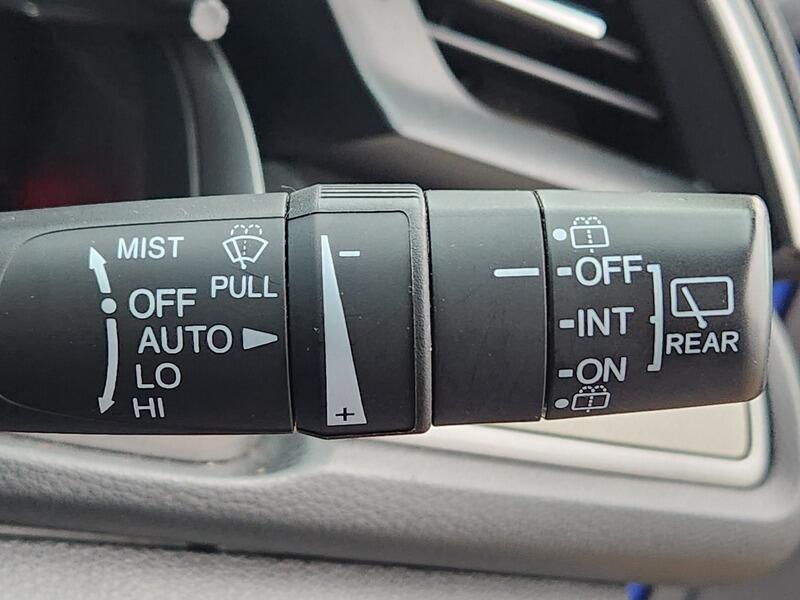 MIST
PULL
OFF
AUTO
LO
HI
-
+
OFF
INT
ON
REAR